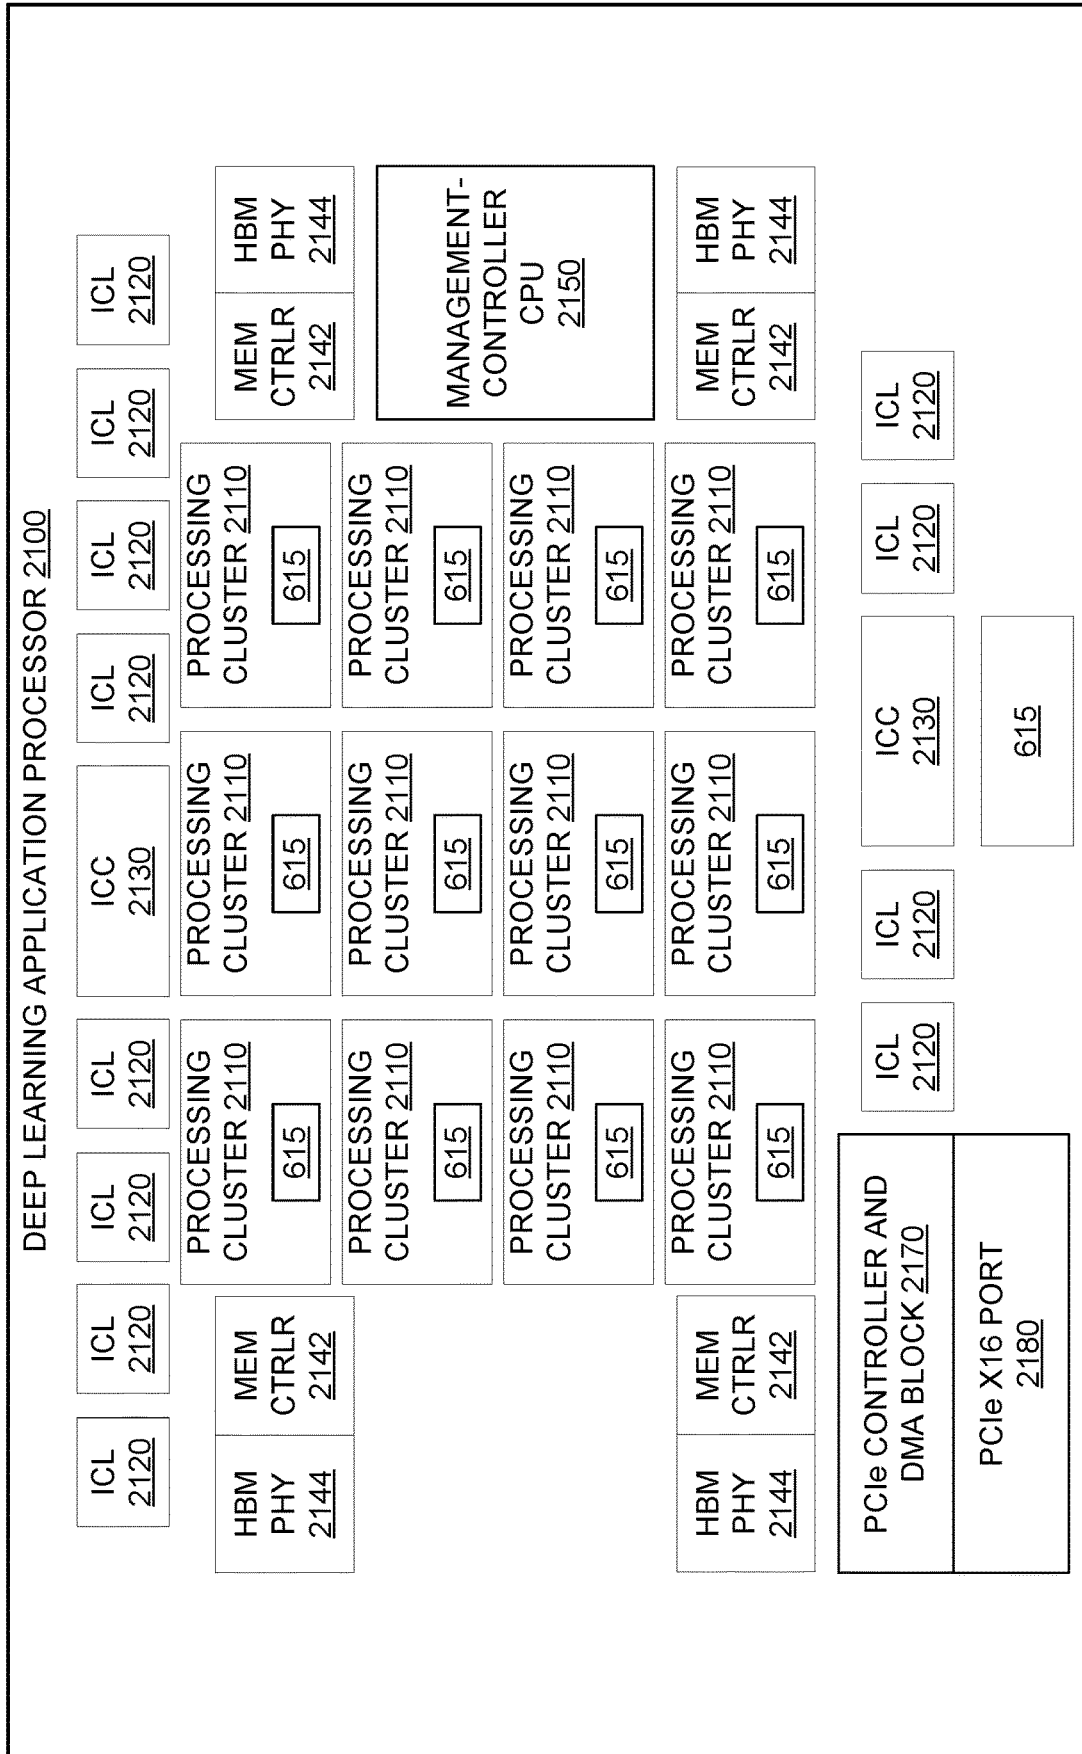 DEEP LEARNING APPLICATION PROCESSOR 2100
ICL
2120
ICL
2120
ICL
2120
ICL
2120
ICC
2130
ICL
2120
ICL
2120
ICL
2120
ICL
2120
HBM
PHY
2144
MEM
CTRLR
2142
PROCESSING
CLUSTER 2110
615
PROCESSING
CLUSTER 2110
615
PROCESSING
CLUSTER 2110
615
MEM
CTRLR
2142
HBM
PHY
2144
PROCESSING
CLUSTER 2110
615
PROCESSING
CLUSTER 2110
615
PROCESSING
CLUSTER 2110
615
MANAGEMENT-
CONTROLLER
CPU
2150
PROCESSING
CLUSTER 2110
615
PROCESSING
CLUSTER 2110
615
PROCESSING
CLUSTER 2110
615
HBM
PHY
2144
MEM
CTRLR
2142
PROCESSING
CLUSTER 2110
615
PROCESSING
CLUSTER 2110
615
PROCESSING
CLUSTER 2110
615
MEM
CTRLR
2142
HBM
PHY
2144
PCIe CONTROLLER AND
DMA BLOCK 2170
PCIe X16 PORT
2180
ICL
2120
ICL
2120
ICC
2130
ICL
2120
ICL
2120
615